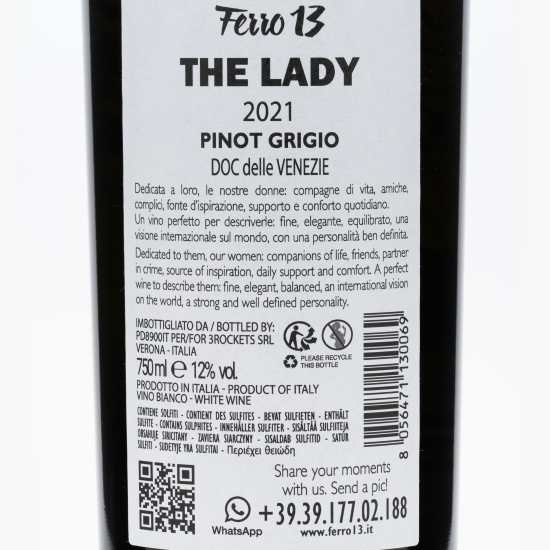 Ferro 13
THE LADY
2021
PINOT GRIGIO
DOC delle VENEZIE
Dedicata a loro, le nostre donne: compagne di vita, amiche,
complici, fonte d'ispirazione, supporto e conforto quotidiano.
Un vino perfetto per descriverle: fine, elegante, equilibrato, una
visione internazionale sul mondo, con una personalità ben definita.
Dedicated to them, our women: companions of life, friends, partner
in crime, source of inspiration, daily support and comfort. A perfect
wine to describe them: fine, elegant, balanced, an international vision
on the world, a strong and well defined personality.
IMBOTTIGLIATO DA / BOTTLED BY:
PD8900IT PER/FOR 3ROCKETS SRL
VERONA - ITALIA
750ml e 12% vol.
PLEASE RECYCLE
THIS BOTTLE
PRODOTTO IN ITALIA - PRODUCT OF ITALY
VINO BIANCO - WHITE WINE
CONTIENE SOLFITI - CONTIENT DES SULFITES - BEVAT SULFIETEN - ENTHÄLT
SULFITE - CONTAINS SULPHITES - INNEHÅLLER SULFITER - SISÄLTÄÄ SULFIITTEJA
OBSAHUJE SIRICITANY - ZAVIERA SIARCZYNY - SISALDAB SULFITID - SATUR
SULFITI - SUDETYJE YRA SULFITAI - Περιέχει θειώδη
8 056471 130069
Share your moments
with us. Send a pic!
WhatsApp
+39.39.177.02.188
www.ferro13.it